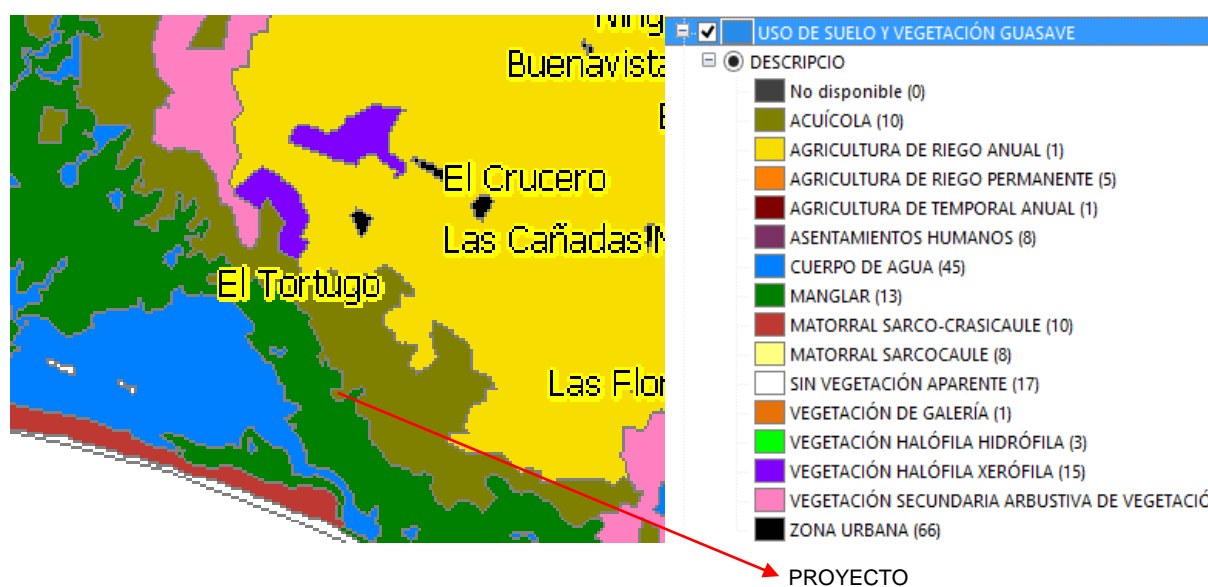 Buenavista
El Crucero
Las Cañadas
El Tortugo
Las Flor
USO DE SUELO Y VEGETACIÓN GUASAVE
DESCRIPCIO
No disponible (0)
ACUÍCOLA (10)
AGRICULTURA DE RIEGO ANUAL (1)
AGRICULTURA DE RIEGO PERMANENTE (5)
AGRICULTURA DE TEMPORAL ANUAL (1)
ASENTAMIENTOS HUMANOS (8)
CUERPO DE AGUA (45)
MANGLAR (13)
MATORRAL SARCO-CRASICAULE (10)
MATORRAL SARCOCAULE (8)
SIN VEGETACIÓN APARENTE (17)
VEGETACIÓN DE GALERÍA (1)
VEGETACIÓN HALÓFILA HIDRÓFILA (3)
VEGETACIÓN HALÓFILA XERÓFILA (15)
VEGETACIÓN SECUNDARIA ARBUSTIVA DE VEGETACIÓ
ZONA URBANA (66)
PROYECTO